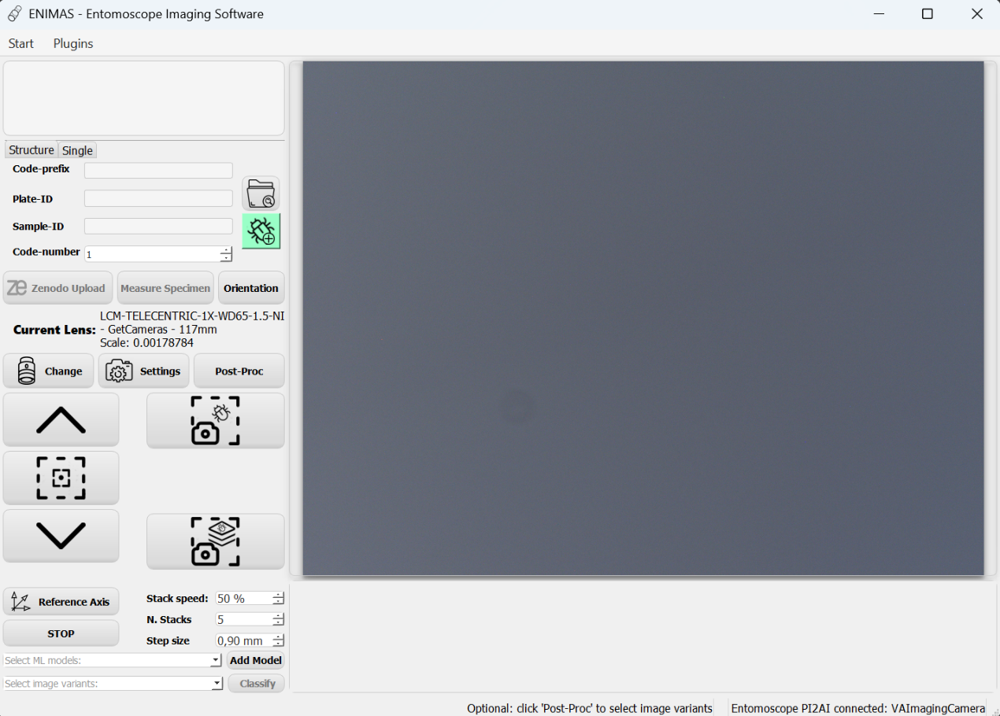 ENIMAS - Entomoscope Imaging Software
Start Plugins
Structure Single
Code-prefix
Plate-ID
Sample-ID
Code-number 1
ze Zenodo Upload Measure Specimen Orientation
Current Lens: LCM-TELECENTRIC-1X-WD65-1.5-NI
- GetCameras - 117mm
Scale: 0.00178784
Change Settings Post-Proc
Reference Axis
STOP
Stack speed: 50 %
N. Stacks 5
Step size 0,90 mm
Select ML models: Add Model
Select image variants: Classify
Optional: click 'Post-Proc' to select image variants Entomoscope PI2AI connected: VAImagingCamera